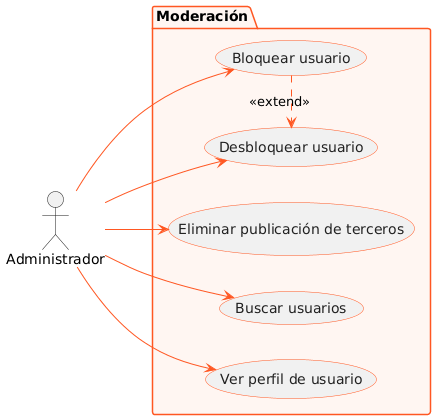 Moderación
Bloquear usuario
«extend»
Desbloquear usuario
Eliminar publicación de terceros
Administrador
Buscar usuarios
Ver perfil de usuario